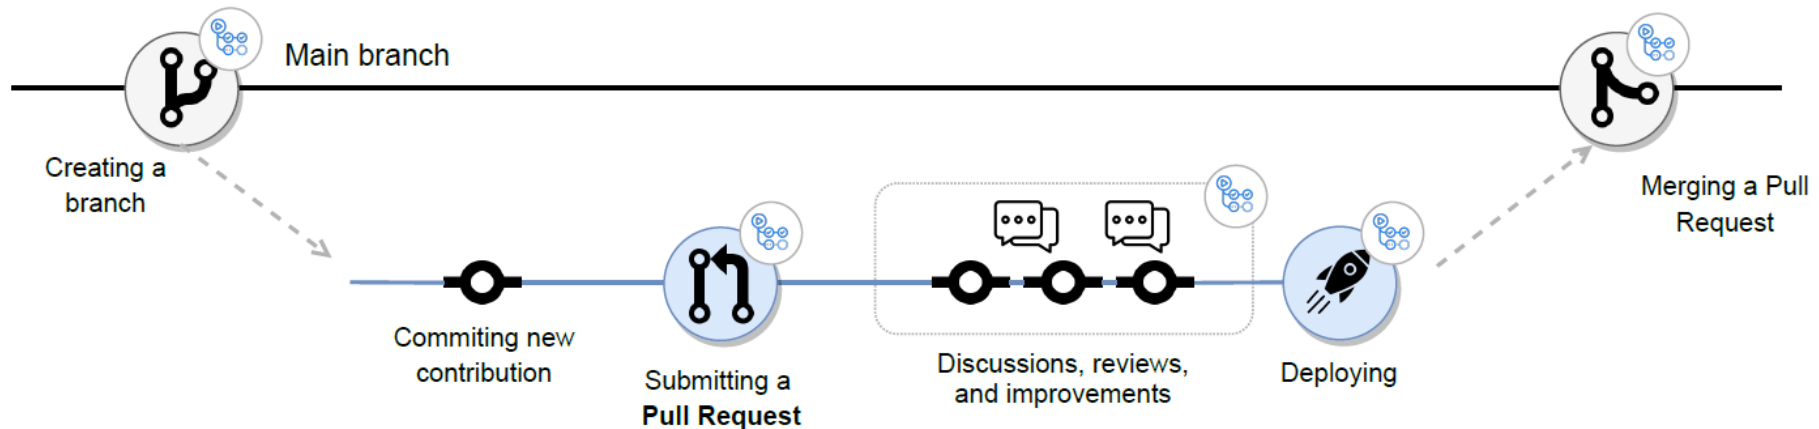 Main branch
Creating a
branch
Commiting new
contribution
Submitting a
Pull Request
Discussions, reviews,
and improvements
Deploying
Merging a Pull
Request